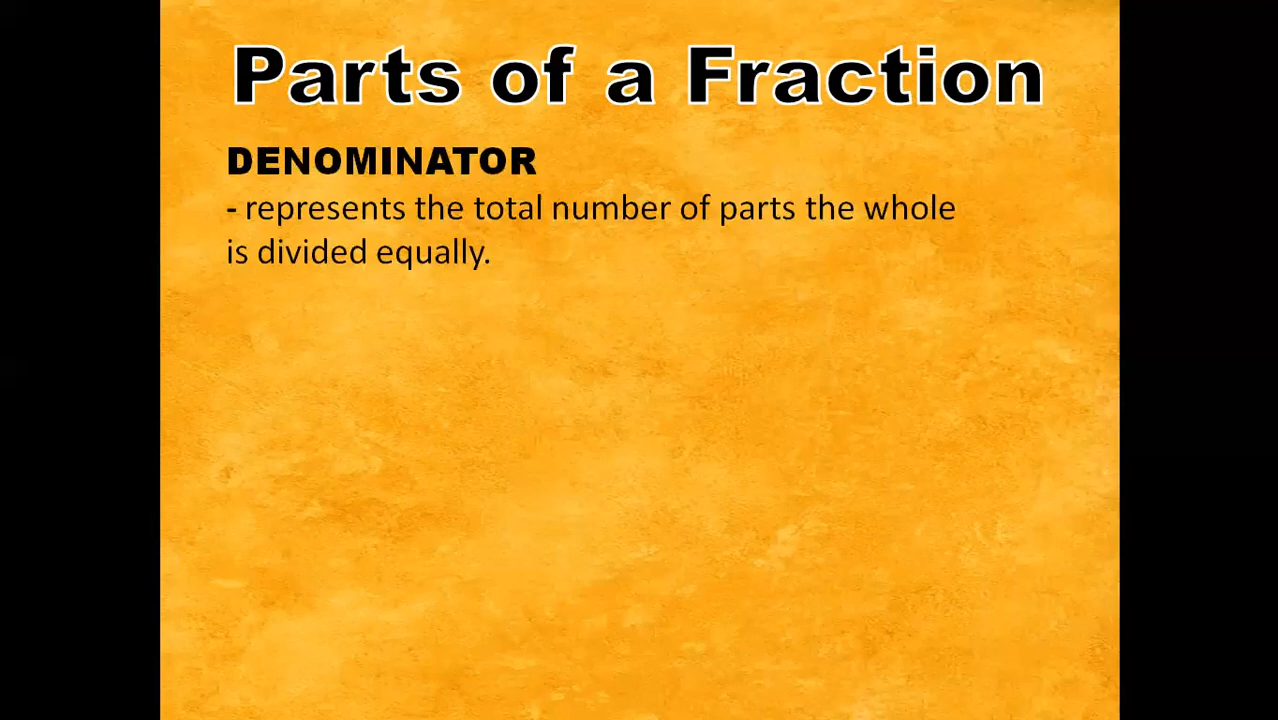 Parts of a Fraction
DENOMINATOR
- represents the total number of parts the whole
is divided equally.